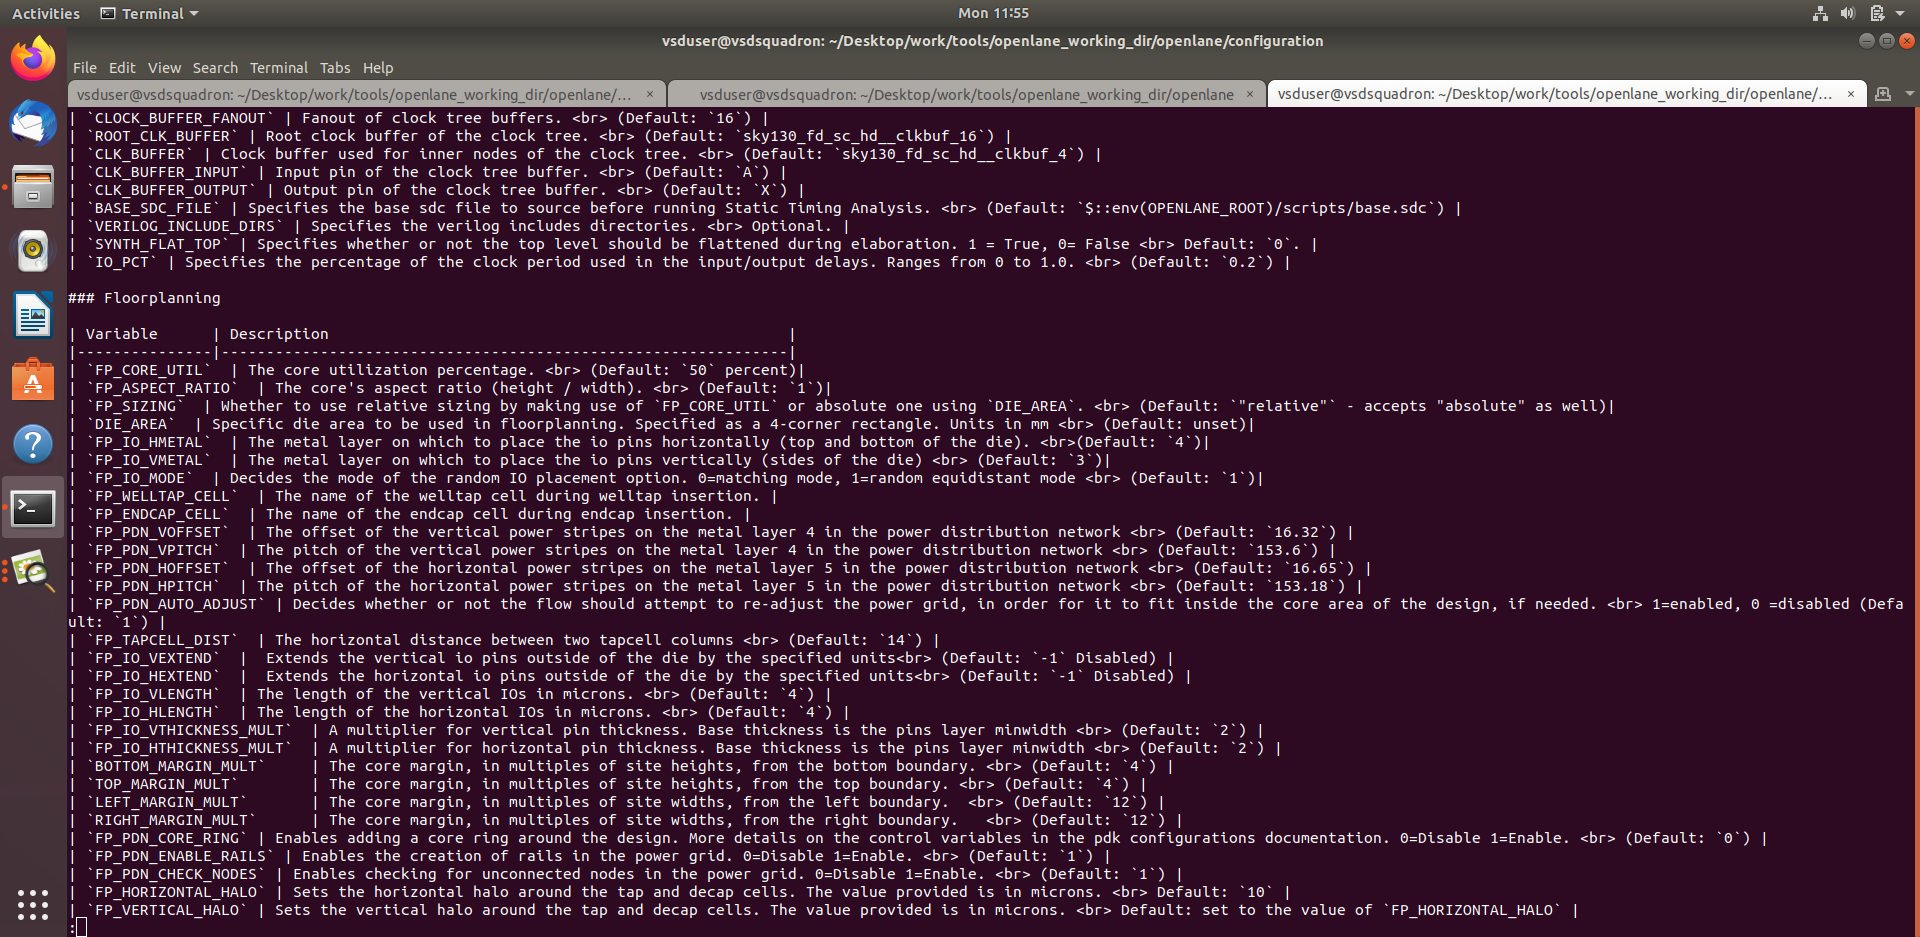 Activities
Terminal
Mon 11:55
vsduser@vsdsquadron: ~/Desktop/work/tools/openlane_working_dir/openlane/configuration
File Edit View Search Terminal Tabs Help
vsduser@vsdsquadron: ~/Desktop/work/tools/openlane_working_dir/openlane/... ×
vsduser@vsdsquadron: ~/Desktop/work/tools/openlane_working_dir/openlane ×
vsduser@vsdsquadron: ~/Desktop/work/tools/openlane_working_dir/openlane/... ×
| `CLOCK_BUFFER_FANOUT` | Fanout of clock tree buffers. <br> (Default: `16`) |
| `ROOT_CLK_BUFFER` | Root clock buffer of the clock tree. <br> (Default: `sky130_fd_sc_hd__clkbuf_16`) |
| `CLK_BUFFER` | Clock buffer used for inner nodes of the clock tree. <br> (Default: `sky130_fd_sc_hd__clkbuf_4`) |
| `CLK_BUFFER_INPUT` | Input pin of the clock tree buffer. <br> (Default: `A`) |
| `CLK_BUFFER_OUTPUT` | Output pin of the clock tree buffer. <br> (Default: `X`) |
| `BASE_SDC_FILE` | Specifies the base sdc file to source before running Static Timing Analysis. <br> (Default: `$::env(OPENLANE_ROOT)/scripts/base.sdc`) |
| `VERILOG_INCLUDE_DIRS` | Specifies the verilog includes directories. <br> Optional. |
| `SYNTH_FLAT_TOP` | Specifies whether or not the top level should be flattened during elaboration. 1 = True, 0= False <br> Default: `0`. |
| `IO_PCT` | Specifies the percentage of the clock period used in the input/output delays. Ranges from 0 to 1.0. <br> (Default: `0.2`) |
### Floorplanning
| Variable      | Description                                                   |
|---------------|---------------------------------------------------------------|
| `FP_CORE_UTIL`  | The core utilization percentage. <br> (Default: `50` percent)|
| `FP_ASPECT_RATIO`  | The core's aspect ratio (height / width). <br> (Default: `1`)|
| `FP_SIZING`  | Whether to use relative sizing by making use of `FP_CORE_UTIL` or absolute one using `DIE_AREA`. <br> (Default: `"relative"` - accepts "absolute" as well)|
| `DIE_AREA`  | Specific die area to be used in floorplanning. Specified as a 4-corner rectangle. Units in mm <br> (Default: unset)|
| `FP_IO_HMETAL`  | The metal layer on which to place the io pins horizontally (top and bottom of the die). <br>(Default: `4`)|
| `FP_IO_VMETAL`  | The metal layer on which to place the io pins vertically (sides of the die) <br> (Default: `3`)|
| `FP_IO_MODE`  | Decides the mode of the random IO placement option. 0=matching mode, 1=random equidistant mode <br> (Default: `1`)|
| `FP_WELLTAP_CELL`  | The name of the welltap cell during welltap insertion. |
| `FP_ENDCAP_CELL`  | The name of the endcap cell during endcap insertion. |
| `FP_PDN_VOFFSET`  | The offset of the vertical power stripes on the metal layer 4 in the power distribution network <br> (Default: `16.32`) |
| `FP_PDN_VPITCH`  | The pitch of the vertical power stripes on the metal layer 4 in the power distribution network <br> (Default: `153.6`) |
| `FP_PDN_HOFFSET`  | The offset of the horizontal power stripes on the metal layer 5 in the power distribution network <br> (Default: `16.65`) |
| `FP_PDN_HPITCH`  | The pitch of the horizontal power stripes on the metal layer 5 in the power distribution network <br> (Default: `153.18`) |
| `FP_PDN_AUTO_ADJUST` | Decides whether or not the flow should attempt to re-adjust the power grid, in order for it to fit inside the core area of the design, if needed. <br> 1=enabled, 0 =disabled (Defa
ult: `1`) |
| `FP_TAPCELL_DIST`  | The horizontal distance between two tapcell columns <br> (Default: `14`) |
| `FP_IO_VEXTEND`  |  Extends the vertical io pins outside of the die by the specified units<br> (Default: `-1` Disabled) |
| `FP_IO_HEXTEND`  |  Extends the horizontal io pins outside of the die by the specified units<br> (Default: `-1` Disabled) |
| `FP_IO_VLENGTH`  | The length of the vertical IOs in microns. <br> (Default: `4`) |
| `FP_IO_HLENGTH`  | The length of the horizontal IOs in microns. <br> (Default: `4`) |
| `FP_IO_VTHICKNESS_MULT`  | A multiplier for vertical pin thickness. Base thickness is the pins layer minwidth <br> (Default: `2`) |
| `FP_IO_HTHICKNESS_MULT`  | A multiplier for horizontal pin thickness. Base thickness is the pins layer minwidth <br> (Default: `2`) |
| `BOTTOM_MARGIN_MULT`     | The core margin, in multiples of site heights, from the bottom boundary. <br> (Default: `4`) |
| `TOP_MARGIN_MULT`        | The core margin, in multiples of site heights, from the top boundary. <br> (Default: `4`) |
| `LEFT_MARGIN_MULT`       | The core margin, in multiples of site widths, from the left boundary.  <br> (Default: `12`) |
| `RIGHT_MARGIN_MULT`      | The core margin, in multiples of site widths, from the right boundary.   <br> (Default: `12`) |
| `FP_PDN_CORE_RING` | Enables adding a core ring around the design. More details on the control variables in the pdk configurations documentation. 0=Disable 1=Enable. <br> (Default: `0`) |
| `FP_PDN_ENABLE_RAILS` | Enables the creation of rails in the power grid. 0=Disable 1=Enable. <br> (Default: `1`) |
| `FP_PDN_CHECK_NODES` | Enables checking for unconnected nodes in the power grid. 0=Disable 1=Enable. <br> (Default: `1`) |
| `FP_HORIZONTAL_HALO` | Sets the horizontal halo around the tap and decap cells. The value provided is in microns. <br> Default: `10` |
| `FP_VERTICAL_HALO` | Sets the vertical halo around the tap and decap cells. The value provided is in microns. <br> Default: set to the value of `FP_HORIZONTAL_HALO` |
: